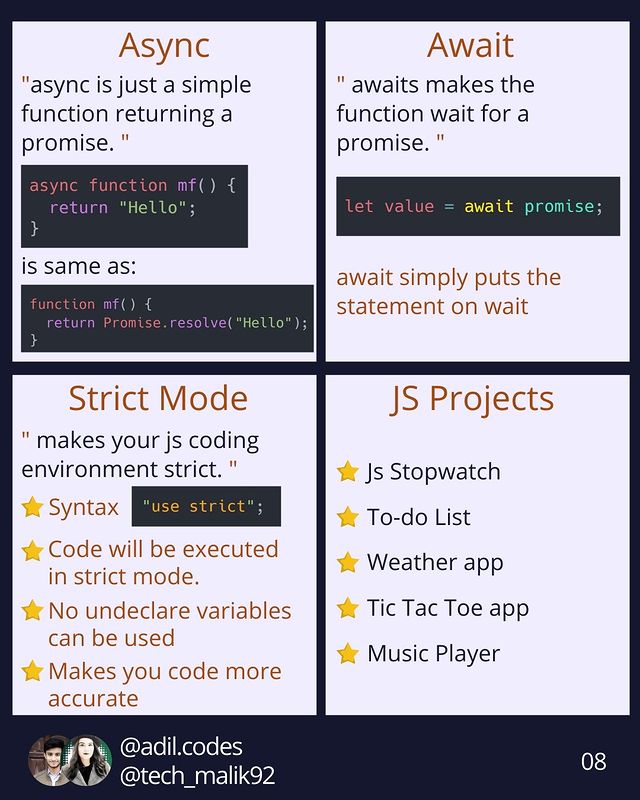 Async
"async is just a simple
function returning a
promise. "
async function mf() {
  return "Hello";
}
is same as:
function mf() {
  return Promise.resolve("Hello");
}
Await
" awaits makes the
function wait for a
promise. "
let value = await promise;
await simply puts the
statement on wait
Strict Mode
" makes your js coding
environment strict. "
Syntax "use strict";
Code will be executed
in strict mode.
No undeclare variables
can be used
Makes you code more
accurate
JS Projects
Js Stopwatch
To-do List
Weather app
Tic Tac Toe app
Music Player
@adil.codes
@tech_malik92
08